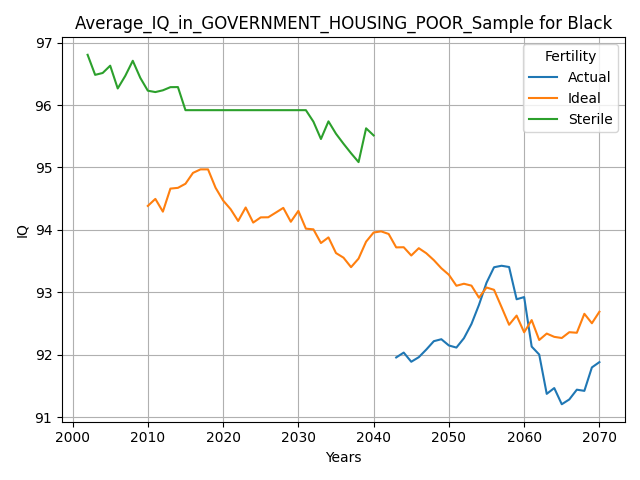 Average_IQ_in_GOVERNMENT_HOUSING_POOR_Sample for Black
97
96
95
94
93
92
91
IQ
Fertility
Actual
Ideal
Sterile
2000 2010 2020 2030 2040 2050 2060 2070
Years